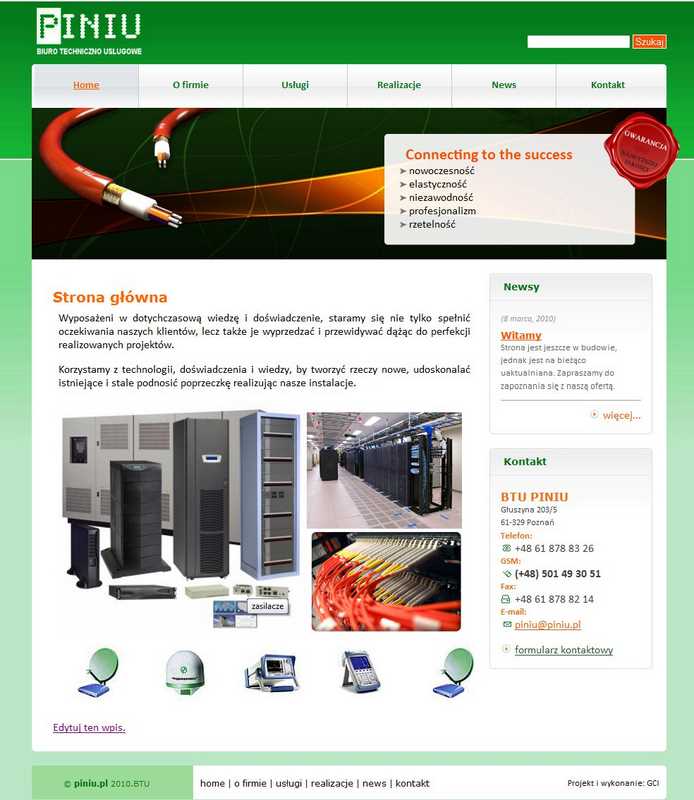 PINIU
BIURO TECHNICZNO USLUGOWE
Szukaj
Home
O firmie
Usługi
Realizacje
News
Kontakt
GWARANCJA
Connecting to the success
➤ nowoczesność
➤ elastyczność
➤ niezawodność
➤ profesjonalizm
➤ rzetelność
Strona główna
Wyposażeni w dotychczasową wiedzę i doświadczenie, staramy się nie tylko spełnić
oczekiwania naszych klientów, lecz także je wyprzedzać i przewidywać dążąc do perfekcji
realizowanych projektów.
Korzystamy z technologii, doświadczenia i wiedzy, by tworzyć rzeczy nowe, udoskonalać
istniejące i stale podnosić poprzeczkę realizując nasze instalacje.
zasilacze
Edytuj ten wpis.
Newsy
(8 marca, 2010)
Witamy
Strona jest jeszcze w budowie,
jednak jest na bieżąco
uaktualniana. Zapraszamy do
zapoznania się z naszą ofertą.
więcej...
Kontakt
BTU PINIU
Głuszyna 203/5
61-329 Poznań
Telefon:
+48 61 878 83 26
GSM:
(+48) 501 49 30 51
Fax:
+48 61 878 82 14
E-mail:
piniu@piniu.pl
formularz kontaktowy
© piniu.pl 2010.BTU
home | o firmie | usługi | realizacje | news | kontakt
Projekt i wykonanie: GCI